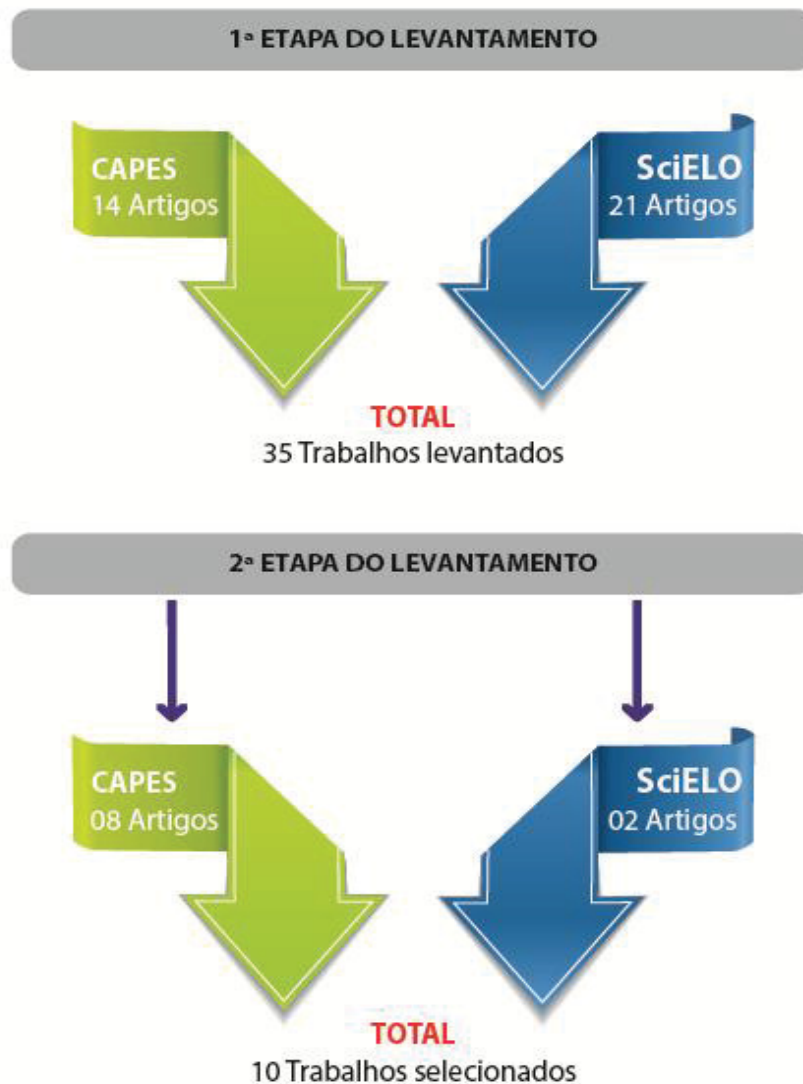 1ª ETAPA DO LEVANTAMENTO
CAPES
14 Artigos
SciELO
21 Artigos
TOTAL
35 Trabalhos levantados
2ª ETAPA DO LEVANTAMENTO
CAPES
08 Artigos
SciELO
02 Artigos
TOTAL
10 Trabalhos selecionados